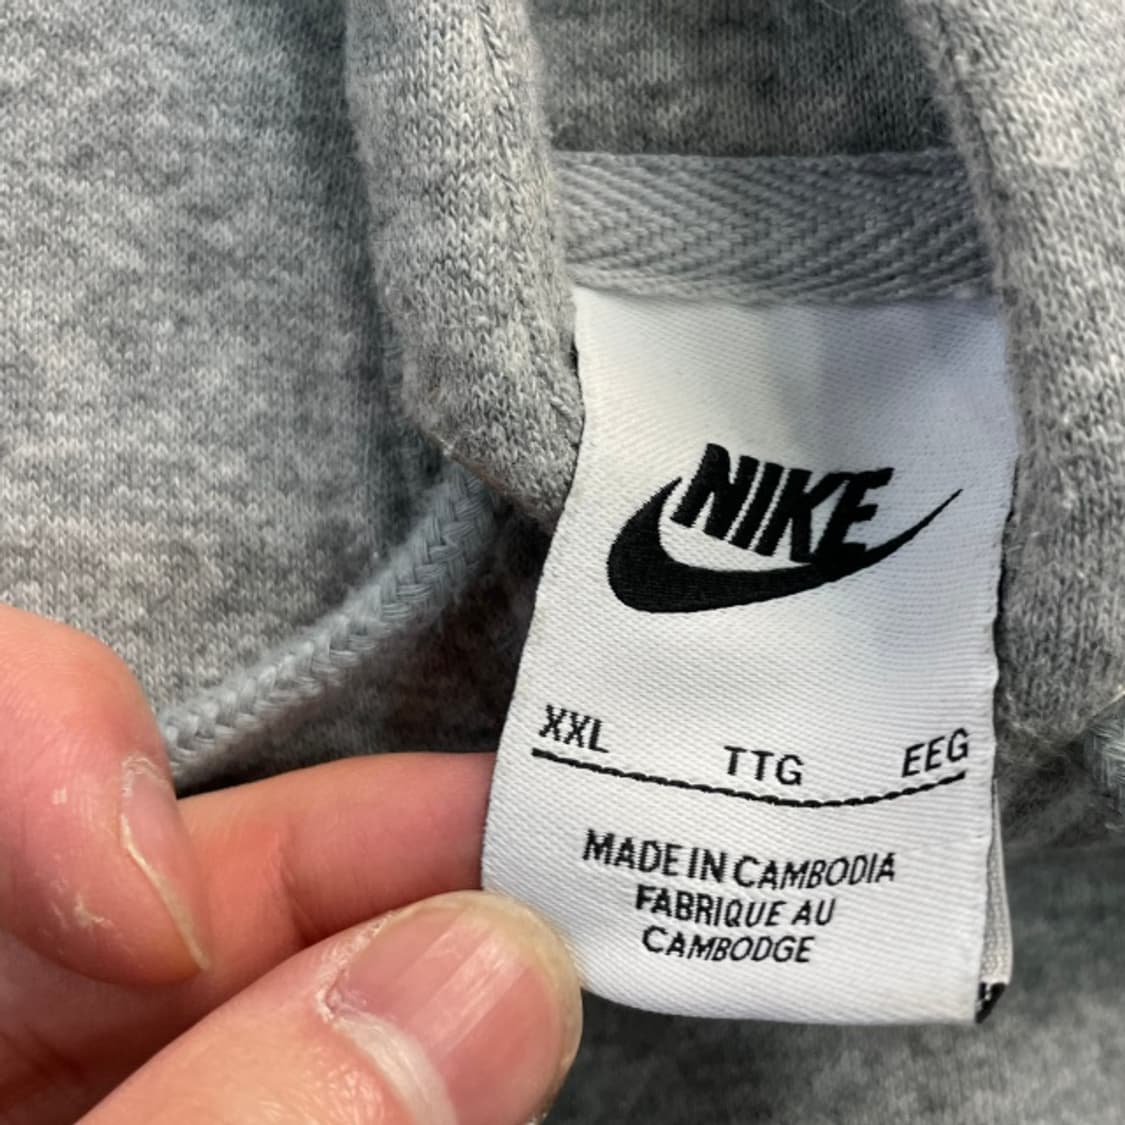 NIKE
XXL TTG EEG
MADE IN CAMBODIA
FABRIQUE AU
CAMBODGE